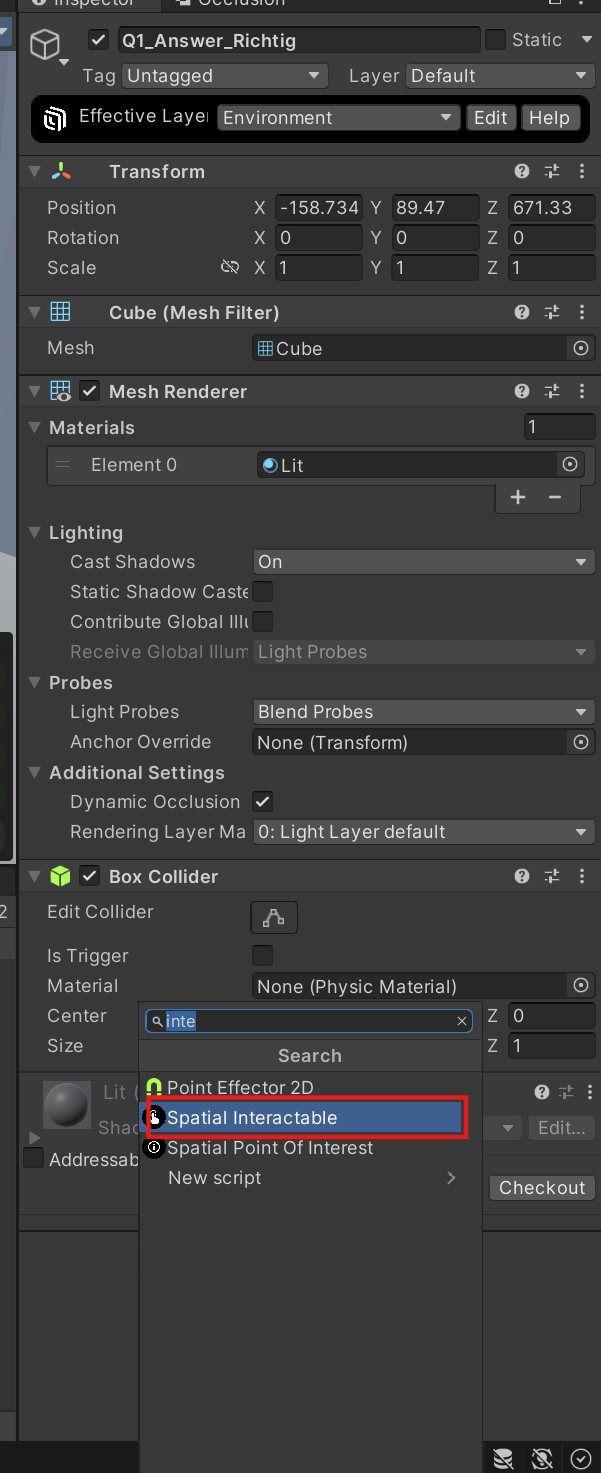 Inspector Occlusion
Q1_Answer_Richtig Static
Tag Untagged Layer Default
Effective Layer Environment Edit Help
Transform
Position X -158.734 Y 89.47 Z 671.33
Rotation X 0 Y 0 Z 0
Scale X 1 Y 1 Z 1
Cube (Mesh Filter)
Mesh Cube
Mesh Renderer
Materials 1
Element 0 Lit
Lighting
Cast Shadows On
Static Shadow Caste
Contribute Global Illu
Receive Global Illum Light Probes
Probes
Light Probes Blend Probes
Anchor Override None (Transform)
Additional Settings
Dynamic Occlusion
Rendering Layer Ma 0: Light Layer default
Box Collider
2
Edit Collider
Is Trigger
Material None (Physic Material)
Center Z 0
Size Z 1
inte
Search
Point Effector 2D
Spatial Interactable
Spatial Point Of Interest
New script
Lit (
Shad Edit...
Addressab
Checkout